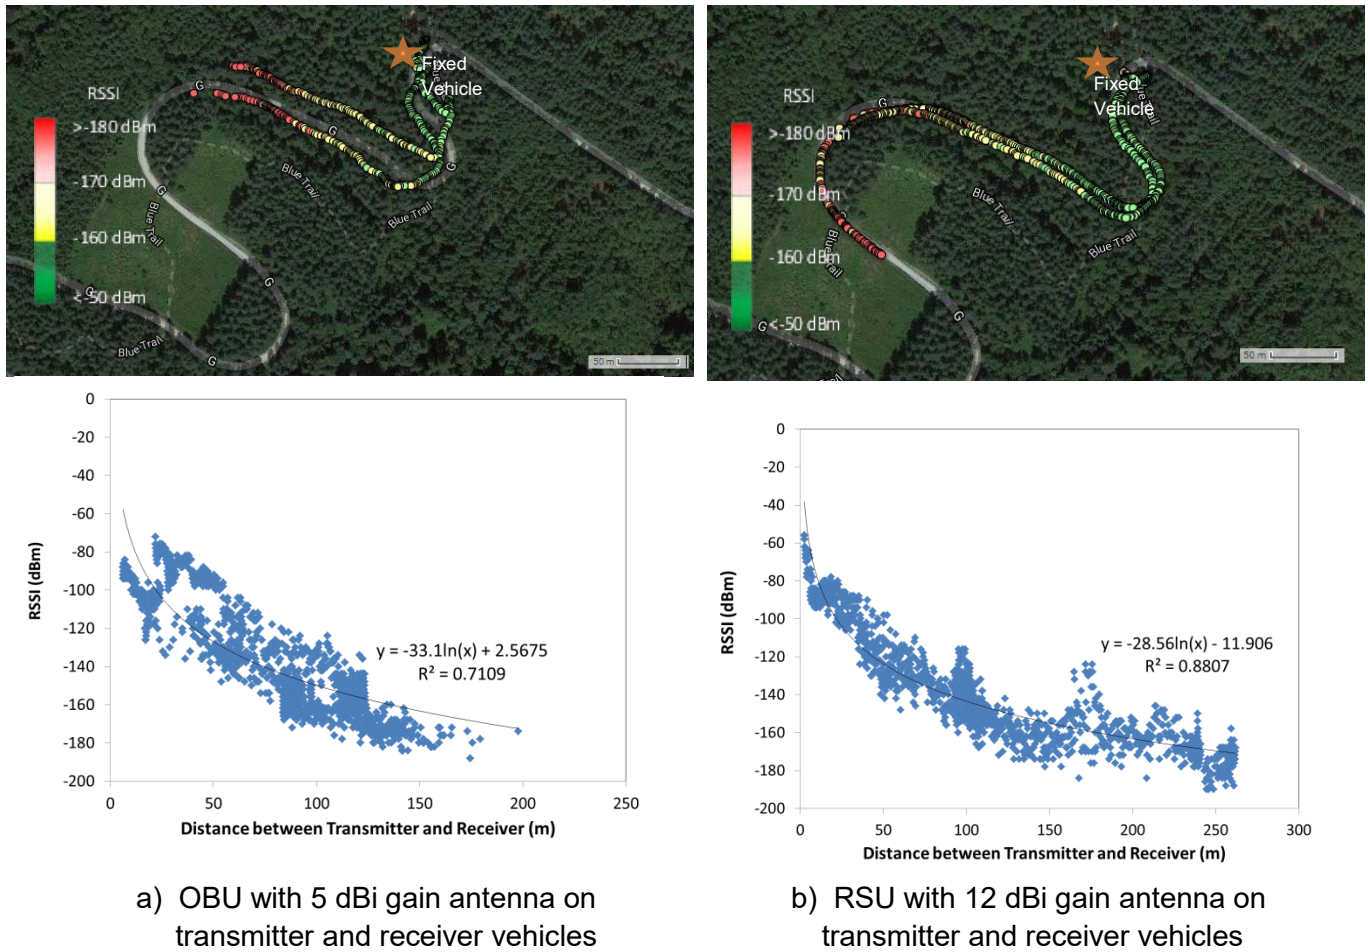 RSSI
>-180 dBm
-170 dBm
-160 dBm
<-50 dBm
Fixed
Vehicle
G
G
G
G
G
G
G
Blue Trail
Blue Trail
Blue Trail
Blue Trail
50 m
RSSI
>-180 dBm
-170 dBm
-160 dBm
<-50 dBm
Fixed
Vehicle
G
G
G
Blue Trail
Blue Trail
Blue Trail
50 m
0
-20
-40
-60
-80
-100
-120
-140
-160
-180
-200
RSSI (dBm)
y = -33.1ln(x) + 2.5675
R² = 0.7109
0 50 100 150 200 250
Distance between Transmitter and Receiver (m)
0
-20
-40
-60
-80
-100
-120
-140
-160
-180
-200
RSSI (dBm)
y = -28.56ln(x) - 11.906
R² = 0.8807
0 50 100 150 200 250 300
Distance between Transmitter and Receiver (m)
a) OBU with 5 dBi gain antenna on
transmitter and receiver vehicles
b) RSU with 12 dBi gain antenna on
transmitter and receiver vehicles